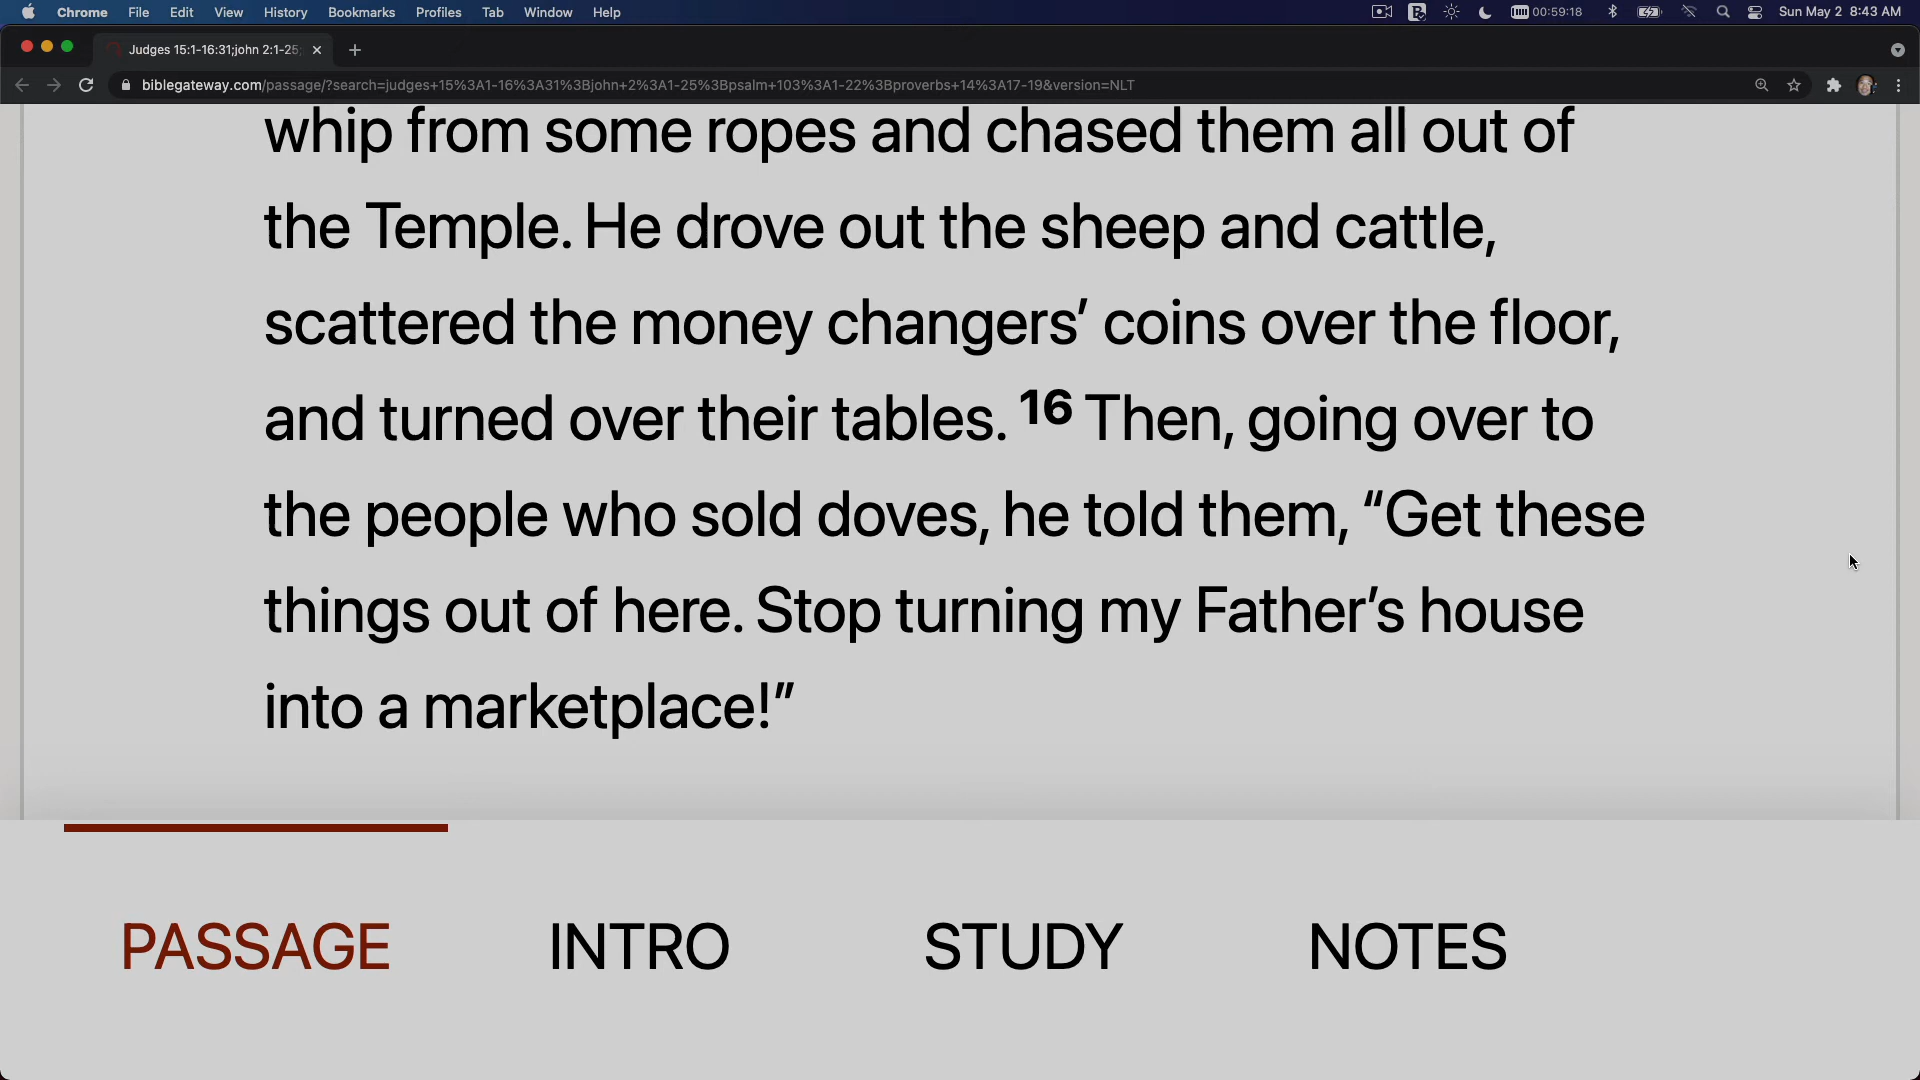 Chrome File Edit View History Bookmarks Profiles Tab Window Help 00:59:18 Sun May 2 8:43 AM
Judges 15:1-16:31;john 2:1-25;
biblegateway.com/passage/?search=judges+15%3A1-16%3A31%3Bjohn+2%3A1-25%3Bpsalm+103%3A1-22%3Bproverbs+14%3A17-19&version=NLT
whip from some ropes and chased them all out of
the Temple. He drove out the sheep and cattle,
scattered the money changers’ coins over the floor,
and turned over their tables. 16 Then, going over to
the people who sold doves, he told them, “Get these
things out of here. Stop turning my Father’s house
into a marketplace!”
PASSAGE INTRO STUDY NOTES